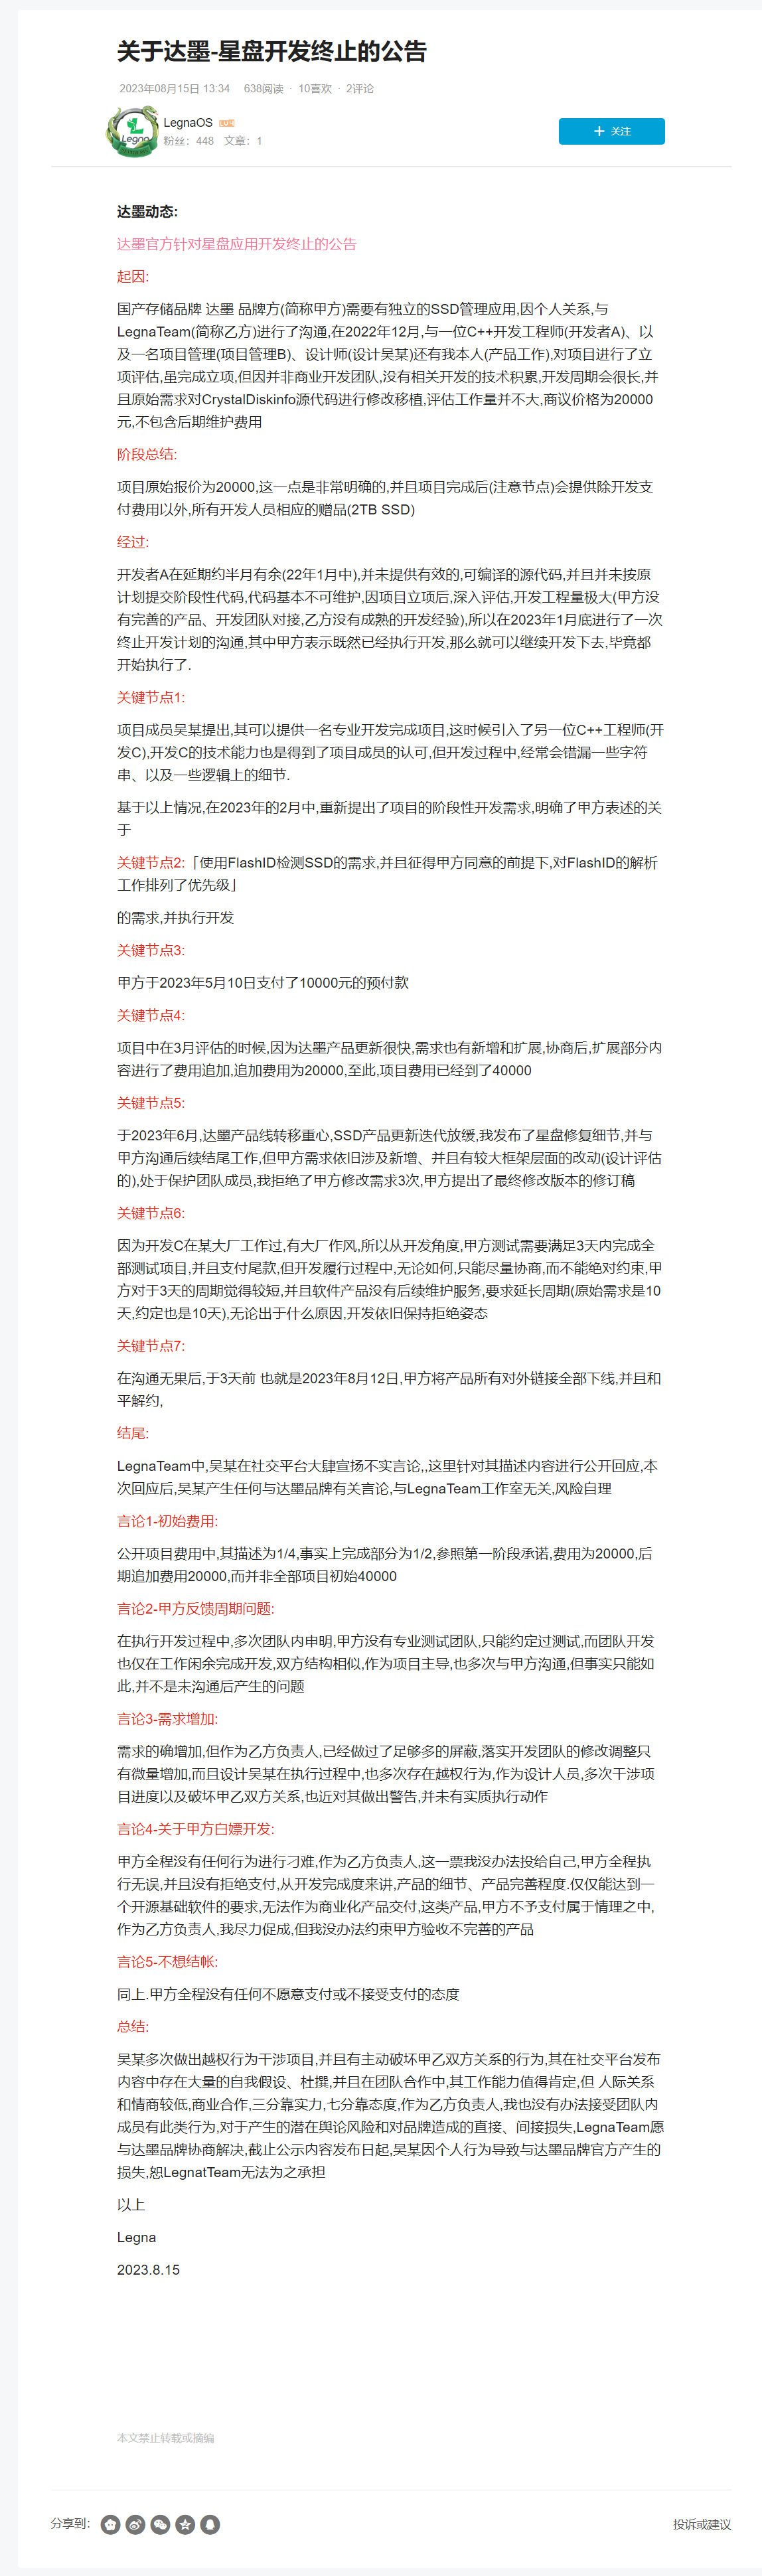 关于达墨-星盘开发终止的公告
2023年08月15日 13:34 638阅读 · 10喜欢 · 2评论
LegnaOS
粉丝: 448 文章: 1
关注
Legna
达墨动态:
达墨官方针对星盘应用开发终止的公告
起因:
国产存储品牌 达墨 品牌方(简称甲方)需要有独立的SSD管理应用,因个人关系,与
LegnaTeam(简称乙方)进行了沟通,在2022年12月,与一位C++开发工程师(开发者A)、以
及一名项目管理(项目管理B)、设计师(设计吴某)还有我本人(产品工作),对项目进行了立
项评估,虽完成立项,但因并非商业开发团队,没有相关开发的技术积累,开发周期会很长,并
且原始需求对CrystalDiskinfo源代码进行修改移植,评估工作量并不大,商议价格为20000
元,不包含后期维护费用
阶段总结:
项目原始报价为20000,这一点是非常明确的,并且项目完成后(注意节点)会提供除开发支
付费用以外,所有开发人员相应的赠品(2TB SSD)
经过:
开发者A在延期约半月有余(22年1月中),并未提供有效的,可编译的源代码,并且并未按原
计划提交阶段性代码,代码基本不可维护,因项目立项后,深入评估,开发工程量极大(甲方没
有完善的产品、开发团队对接,乙方没有成熟的开发经验),所以在2023年1月底进行了一次
终止开发计划的沟通,其中甲方表示既然已经执行开发,那么就可以继续开发下去,毕竟都
开始执行了.
关键节点1:
项目成员吴某提出,其可以提供一名专业开发完成项目,这时候引入了另一位C++工程师(开
发C),开发C的技术能力也是得到了项目成员的认可,但开发过程中,经常会错漏一些字符
串、以及一些逻辑上的细节.
基于以上情况,在2023年的2月中,重新提出了项目的阶段性开发需求,明确了甲方表述的关
于
关键节点2:「使用FlashID检测SSD的需求,并且征得甲方同意的前提下,对FlashID的解析
工作排列了优先级」
的需求,并执行开发
关键节点3:
甲方于2023年5月10日支付了10000元的预付款
关键节点4:
项目中在3月评估的时候,因为达墨产品更新很快,需求也有新增和扩展,协商后,扩展部分内
容进行了费用追加,追加费用为20000,至此,项目费用已经到了40000
关键节点5:
于2023年6月,达墨产品线转移重心,SSD产品更新迭代放缓,我发布了星盘修复细节,并与
甲方沟通后续结尾工作,但甲方需求依旧涉及新增、并且有较大框架层面的改动(设计评估
的),处于保护团队成员,我拒绝了甲方修改需求3次,甲方提出了最终修改版本的修订稿
关键节点6:
因为开发C在某大厂工作过,有大厂作风,所以从开发角度,甲方测试需要满足3天内完成全
部测试项目,并且支付尾款,但开发履行过程中,无论如何,只能尽量协商,而不能绝对约束,甲
方对于3天的周期觉得较短,并且软件产品没有后续维护服务,要求延长周期(原始需求是10
天,约定也是10天),无论出于什么原因,开发依旧保持拒绝姿态
关键节点7:
在沟通无果后,于3天前 也就是2023年8月12日,甲方将产品所有对外链接全部下线,并且和
平解约,
结尾:
LegnaTeam中,吴某在社交平台大肆宣扬不实言论,,这里针对其描述内容进行公开回应,本
次回应后,吴某产生任何与达墨品牌有关言论,与LegnaTeam工作室无关,风险自理
言论1-初始费用:
公开项目费用中,其描述为1/4,事实上完成部分为1/2,参照第一阶段承诺,费用为20000,后
期追加费用20000,而并非全部项目初始40000
言论2-甲方反馈周期问题:
在执行开发过程中,多次团队内申明,甲方没有专业测试团队,只能约定过测试,而团队开发
也仅在工作闲余完成开发,双方结构相似,作为项目主导,也多次与甲方沟通,但事实只能如
此,并不是未沟通后产生的问题
言论3-需求增加:
需求的确增加,但作为乙方负责人,已经做过了足够多的屏蔽,落实开发团队的修改调整只
有微量增加,而且设计吴某在执行过程中,也多次存在越权行为,作为设计人员,多次干涉项
目进度以及破坏甲乙双方关系,也近对其做出警告,并未有实质执行动作
言论4-关于甲方白嫖开发:
甲方全程没有任何行为进行刁难,作为乙方负责人,这一票我没办法投给自己,甲方全程执
行无误,并且没有拒绝支付,从开发完成度来讲,产品的细节、产品完善程度.仅仅能达到一
个开源基础软件的要求,无法作为商业化产品交付,这类产品,甲方不予支付属于情理之中,
作为乙方负责人,我尽力促成,但我没办法约束甲方验收不完善的产品
言论5-不想结帐:
同上.甲方全程没有任何不愿意支付或不接受支付的态度
总结:
吴某多次做出越权行为干涉项目,并且有主动破坏甲乙双方关系的行为,其在社交平台发布
内容中存在大量的自我假设、杜撰,并且在团队合作中,其工作能力值得肯定,但 人际关系
和情商较低,商业合作,三分靠实力,七分靠态度,作为乙方负责人,我也没有办法接受团队内
成员有此类行为,对于产生的潜在舆论风险和对品牌造成的直接、间接损失,LegnaTeam愿
与达墨品牌协商解决,截止公示内容发布日起,吴某因个人行为导致与达墨品牌官方产生的
损失,恕LegnatTeam无法为之承担
以上
Legna
2023.8.15
本文禁止转载或摘编
分享到:
投诉或建议